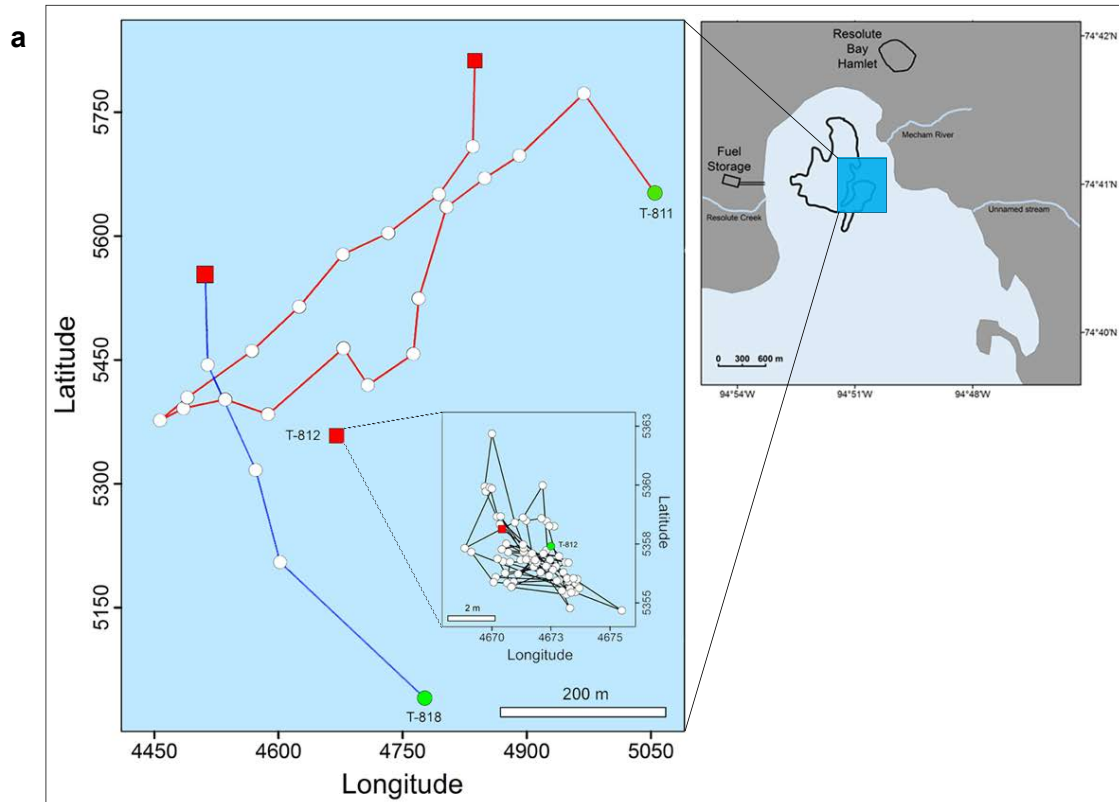 a
Latitude
5750
5600
5450
5300
5150
4450
4600
4750
4900
5050
Longitude
T-811
T-812
T-818
200 m
5363
5360
5358
5355
Latitude
T-812
2 m
4670
4673
4675
Longitude
Resolute
Bay
Hamlet
Mecham River
Fuel
Storage
Resolute Creek
Unnamed stream
0 300 600 m
74°42'N
74°41'N
74°40'N
94°54'W
94°51'W
94°48'W